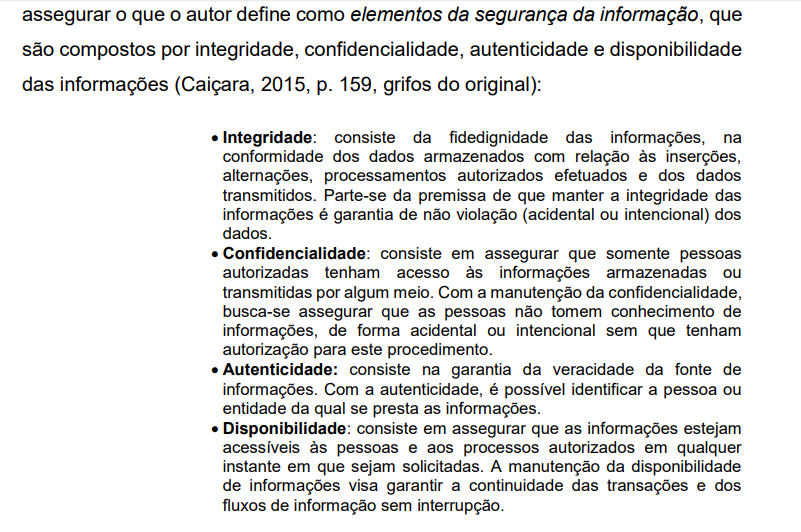 assegurar o que o autor define como elementos da segurança da informação, que
são compostos por integridade, confidencialidade, autenticidade e disponibilidade
das informações (Caiçara, 2015, p. 159, grifos do original):
• Integridade: consiste da fidedignidade das informações, na
conformidade dos dados armazenados com relação às inserções,
alternações, processamentos autorizados efetuados e dos dados
transmitidos. Parte-se da premissa de que manter a integridade das
informações é garantia de não violação (acidental ou intencional) dos
dados.
• Confidencialidade: consiste em assegurar que somente pessoas
autorizadas tenham acesso às informações armazenadas ou
transmitidas por algum meio. Com a manutenção da confidencialidade,
busca-se assegurar que as pessoas não tomem conhecimento de
informações, de forma acidental ou intencional sem que tenham
autorização para este procedimento.
• Autenticidade: consiste na garantia da veracidade da fonte de
informações. Com a autenticidade, é possível identificar a pessoa ou
entidade da qual se presta as informações.
• Disponibilidade: consiste em assegurar que as informações estejam
acessíveis às pessoas e aos processos autorizados em qualquer
instante em que sejam solicitadas. A manutenção da disponibilidade
de informações visa garantir a continuidade das transações e dos
fluxos de informação sem interrupção.